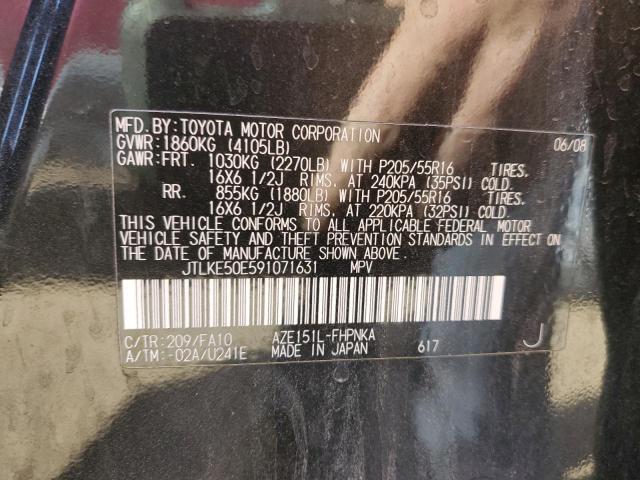 MFD. BY: TOYOTA MOTOR CORPORATION 06/08
GVWR: 1860KG (4105LB)
GAWR: FRT. 1030KG (2270LB) WITH P205/55R16 TIRES.
16X6 1/2J RIMS, AT 240KPA (35PSI) COLD.
RR. 855KG (1880LB) WITH P205/55R16 TIRES,
16X6 1/2J RIMS, AT 220KPA (32PSI) COLD.
THIS VEHICLE CONFORMS TO ALL APPLICABLE FEDERAL MOTOR
VEHICLE SAFETY AND THEFT PREVENTION STANDARDS IN EFFECT ON
THE DATE OF MANUFACTURE SHOWN ABOVE.
JTLKE50E591071631 MPV
C/TR: 209/FA10 AZE151L-FHPNKA
A/TM: -02A/U241E MADE IN JAPAN 617 J